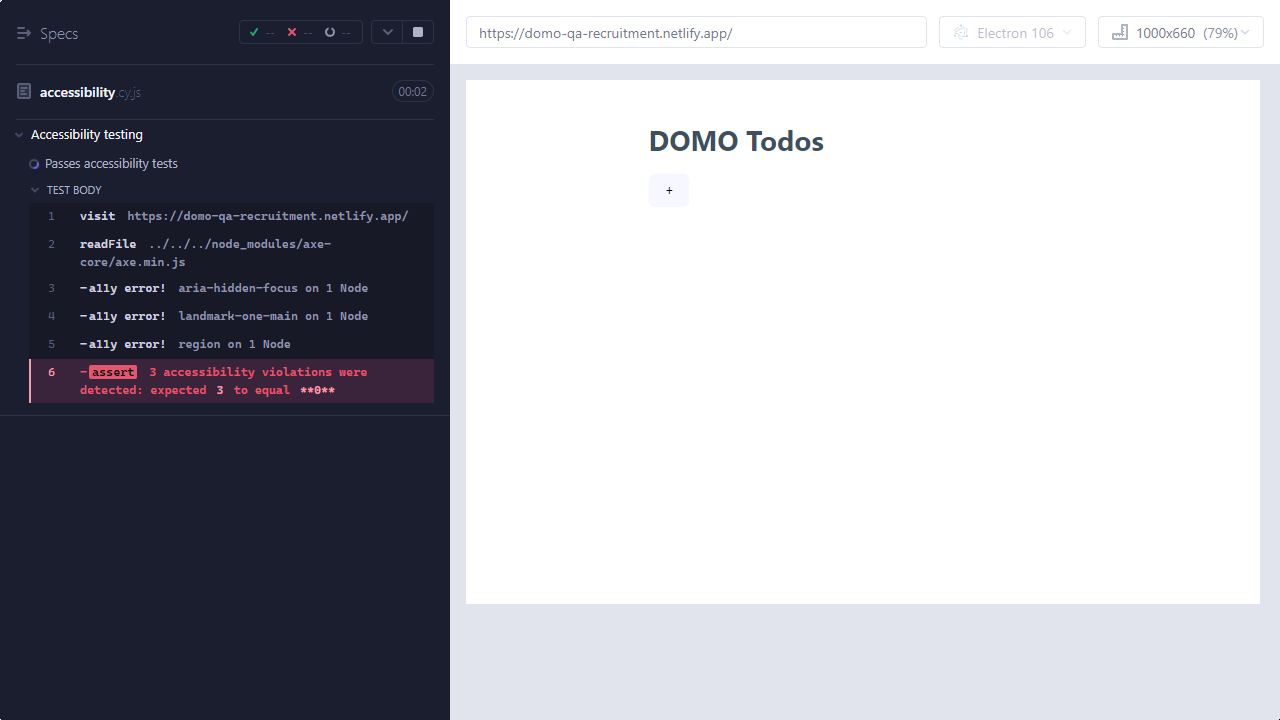 Specs
--
--
--
accessibility.cy.js
00:02
Accessibility testing
Passes accessibility tests
TEST BODY
1 visit https://domo-qa-recruitment.netlify.app/
2 readFile ../../../node_modules/axe-
core/axe.min.js
3 -a11y error! aria-hidden-focus on 1 Node
4 -a11y error! landmark-one-main on 1 Node
5 -a11y error! region on 1 Node
6 -assert 3 accessibility violations were
detected: expected 3 to equal **0**
https://domo-qa-recruitment.netlify.app/
Electron 106
1000x660 (79%)
DOMO Todos
+